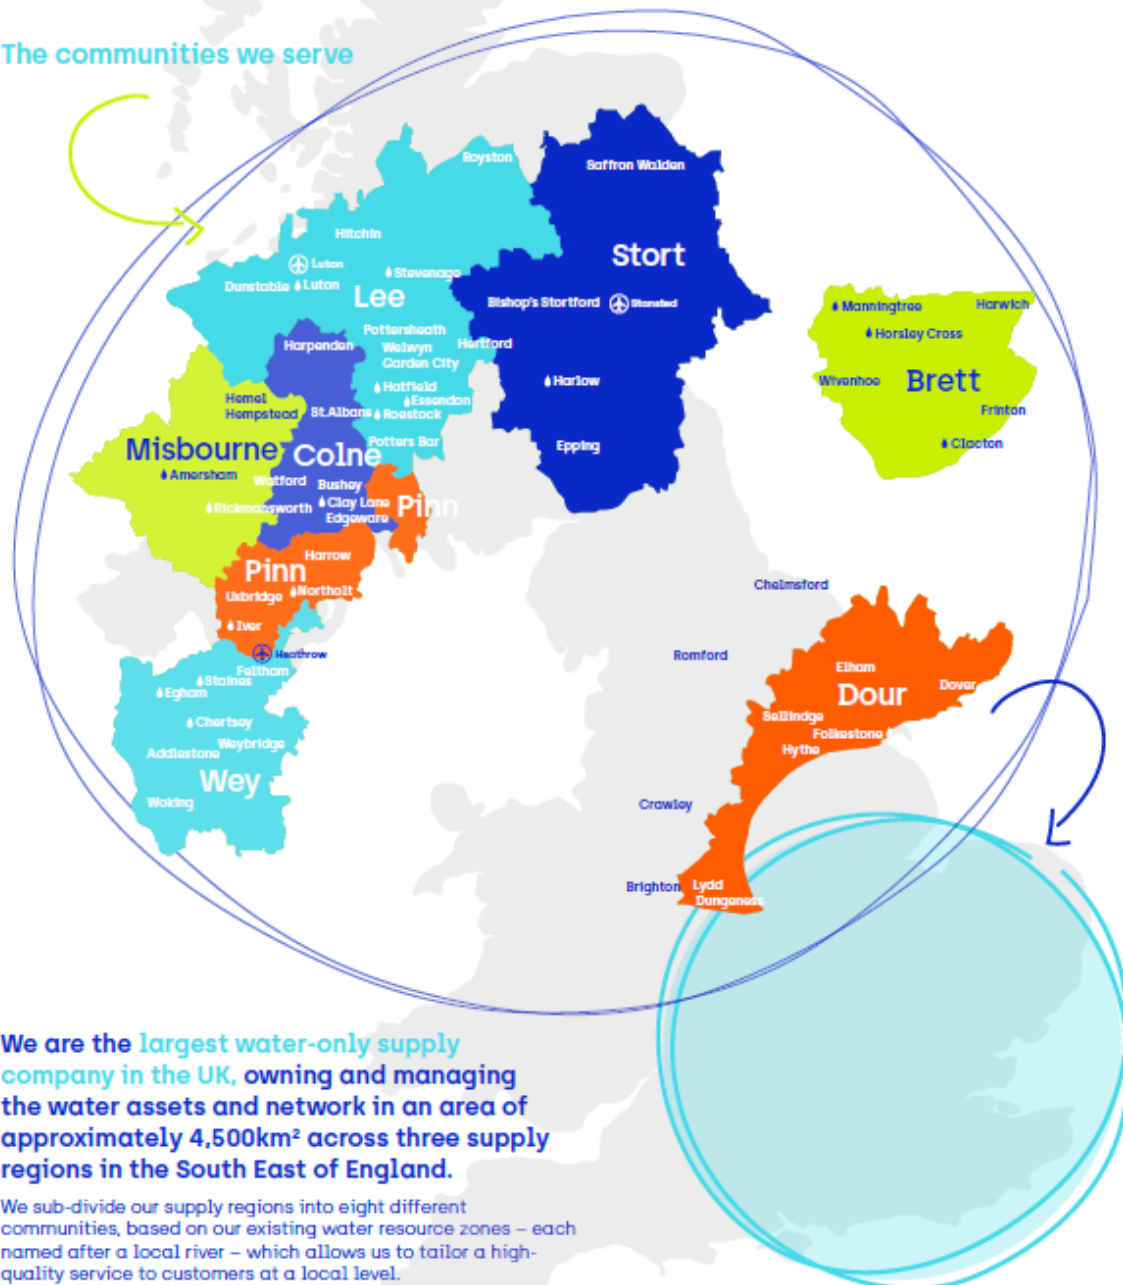 The communities we serve
Royston
Saffron Walden
Hitchin
Stort
Luton
Stevenage
Dunstable
Luton
Lee
Bishop's Stortford
Stansted
Manningtree
Harwich
Pottersheath
Horsley Cross
Harpenden
Welwyn
Garden City
Hertford
Harlow
Wivenhoe
Brett
Hatfield
Hemel
Hempstead
Essendon
St.Albans
Roestock
Frinton
Misbourne
Colne
Potters Bar
Epping
Clacton
Amersham
Watford
Bushey
Rickmansworth
Clay Lane
Pinn
Edgeware
Harrow
Pinn
Uxbridge
Northolt
Chelmsford
Iver
Heathrow
Romford
Feltham
Elham
Staines
Egham
Dour
Dover
Chertsey
Sellindge
Weybridge
Folkestone
Addlestone
Hythe
Wey
Woking
Crawley
Brighton
Lydd
Dungeness
We are the largest water-only supply
company in the UK, owning and managing
the water assets and network in an area of
approximately 4,500km² across three supply
regions in the South East of England.
We sub-divide our supply regions into eight different
communities, based on our existing water resource zones – each
named after a local river – which allows us to tailor a high-
quality service to customers at a local level.